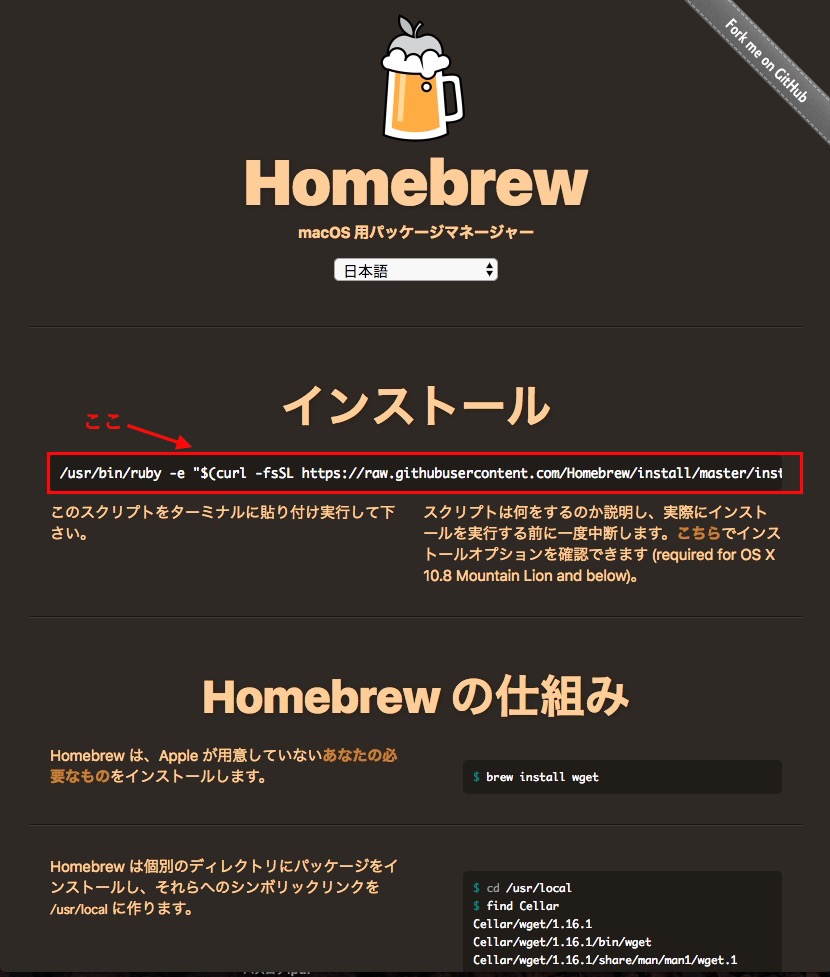 Fork me on GitHub
Homebrew
macOS 用パッケージマネージャー
日本語
インストール
ここ
/usr/bin/ruby -e "$(curl -fsSL https://raw.githubusercontent.com/Homebrew/install/master/inst
このスクリプトをターミナルに貼り付け実行して下
さい。
スクリプトは何をするのか説明し、実際にインスト
ールを実行する前に一度中断します。こちらでインス
トールオプションを確認できます (required for OS X
10.8 Mountain Lion and below)。
Homebrew の仕組み
Homebrew は、Apple が用意していないあなたの必
要なものをインストールします。
$ brew install wget
Homebrew は個別のディレクトリにパッケージをイ
ンストールし、それらへのシンボリックリンクを
/usr/local に作ります。
$ cd /usr/local
$ find Cellar
Cellar/wget/1.16.1
Cellar/wget/1.16.1/bin/wget
Cellar/wget/1.16.1/share/man/man1/wget.1